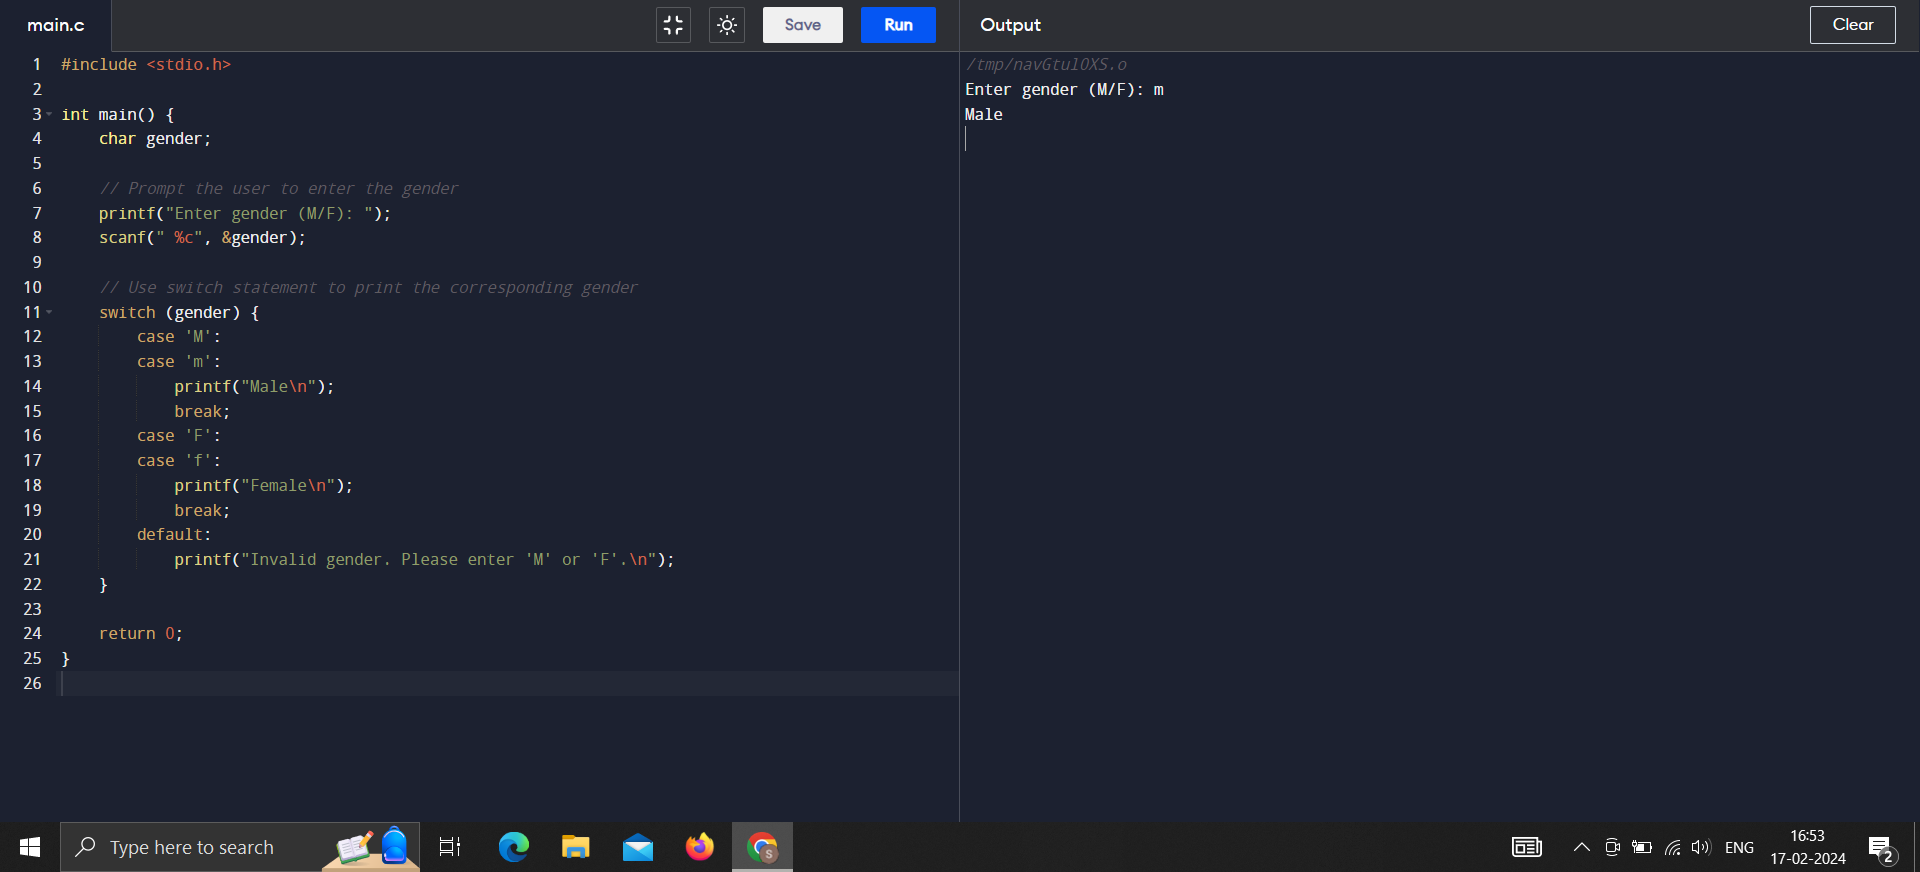 main.c
Save
Run
Output
Clear
1 #include <stdio.h>
2
3 int main() {
4     char gender;
5
6     // Prompt the user to enter the gender
7     printf("Enter gender (M/F): ");
8     scanf(" %c", &gender);
9
10     // Use switch statement to print the corresponding gender
11     switch (gender) {
12         case 'M':
13         case 'm':
14             printf("Male\n");
15             break;
16         case 'F':
17         case 'f':
18             printf("Female\n");
19             break;
20         default:
21             printf("Invalid gender. Please enter 'M' or 'F'.\n");
22     }
23
24     return 0;
25 }
26
/tmp/navGtul0XS.o
Enter gender (M/F): m
Male
Type here to search
S
ENG
16:53
17-02-2024
2